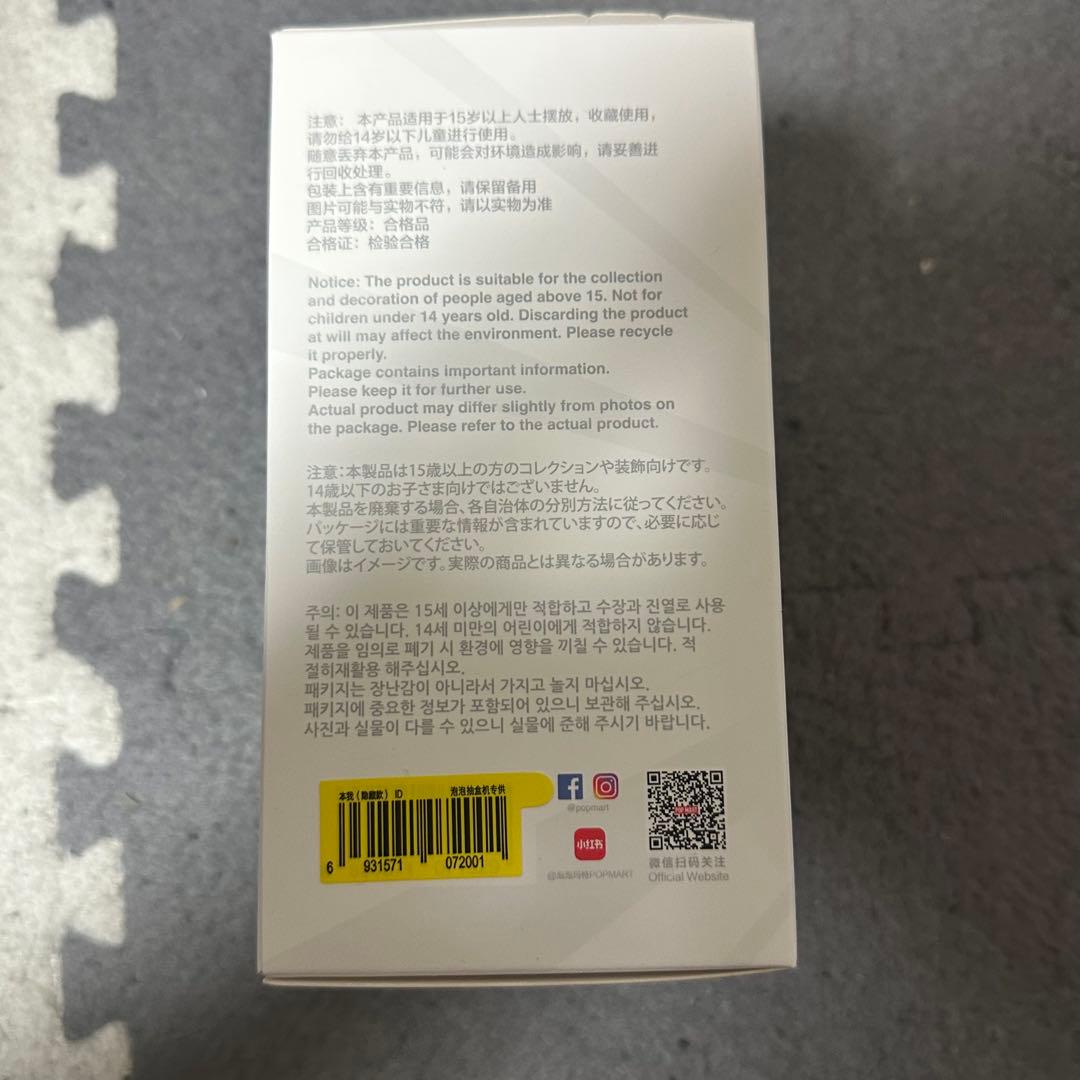 注意： 本产品适用于15岁以上人士摆放，收藏使用，
请勿给14岁以下儿童进行使用。
随意丢弃本产品，可能会对环境造成影响，请妥善进
行回收处理。
包装上含有重要信息，请保留备用
图片可能与实物不符，请以实物为准
产品等级：合格品
合格证：检验合格
Notice: The product is suitable for the collection
and decoration of people aged above 15. Not for
children under 14 years old. Discarding the product
at will may affect the environment. Please recycle
it properly.
Package contains important information.
Please keep it for further use.
Actual product may differ slightly from photos on
the package. Please refer to the actual product.
注意：本製品は15歳以上の方のコレクションや装飾向けです。
14歳以下のお子さま向けではございません。
本製品を廃棄する場合、各自治体の分別方法に従ってください。
パッケージには重要な情報が含まれていますので、必要に応じ
て保管しておいてください。
画像はイメージです。実際の商品とは異なる場合があります。
주의: 이 제품은 15세 이상에게만 적합하고 수장과 진열로 사용
될 수 있습니다. 14세 미만의 어린이에게 적합하지 않습니다.
제품을 임의로 폐기 시 환경에 영향을 끼칠 수 있습니다. 적
절히재활용 해주십시오.
패키지는 장난감이 아니라서 가지고 놀지 마십시오.
패키지에 중요한 정보가 포함되어 있으니 보관해 주십시오.
사진과 실물이 다를 수 있으니 실물에 준해 주시기 바랍니다.
本我（隐藏款） ID 泡泡抽盒机专供
6 931571 072001
@popmart
小红书
@泡泡玛特POPMART
POP MART
微信扫码关注
Official Website